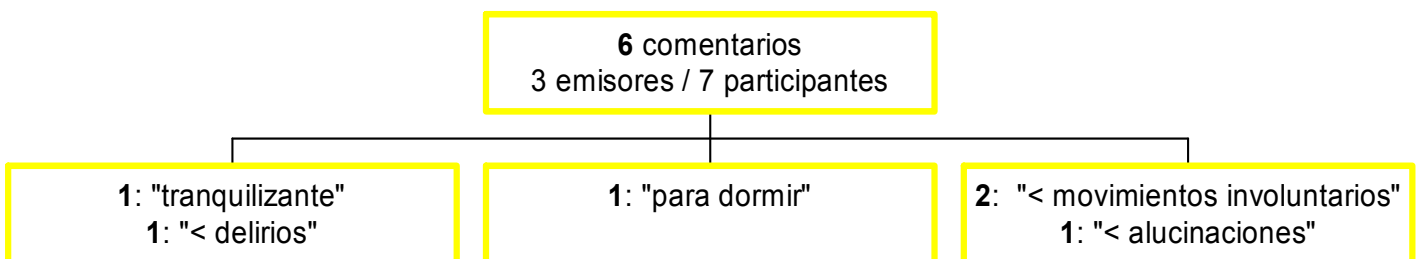 6 comentarios
3 emisores / 7 participantes
1: "tranquilizante"
1: "< delirios"
1: "para dormir"
2: "< movimientos involuntarios"
1: "< alucinaciones"